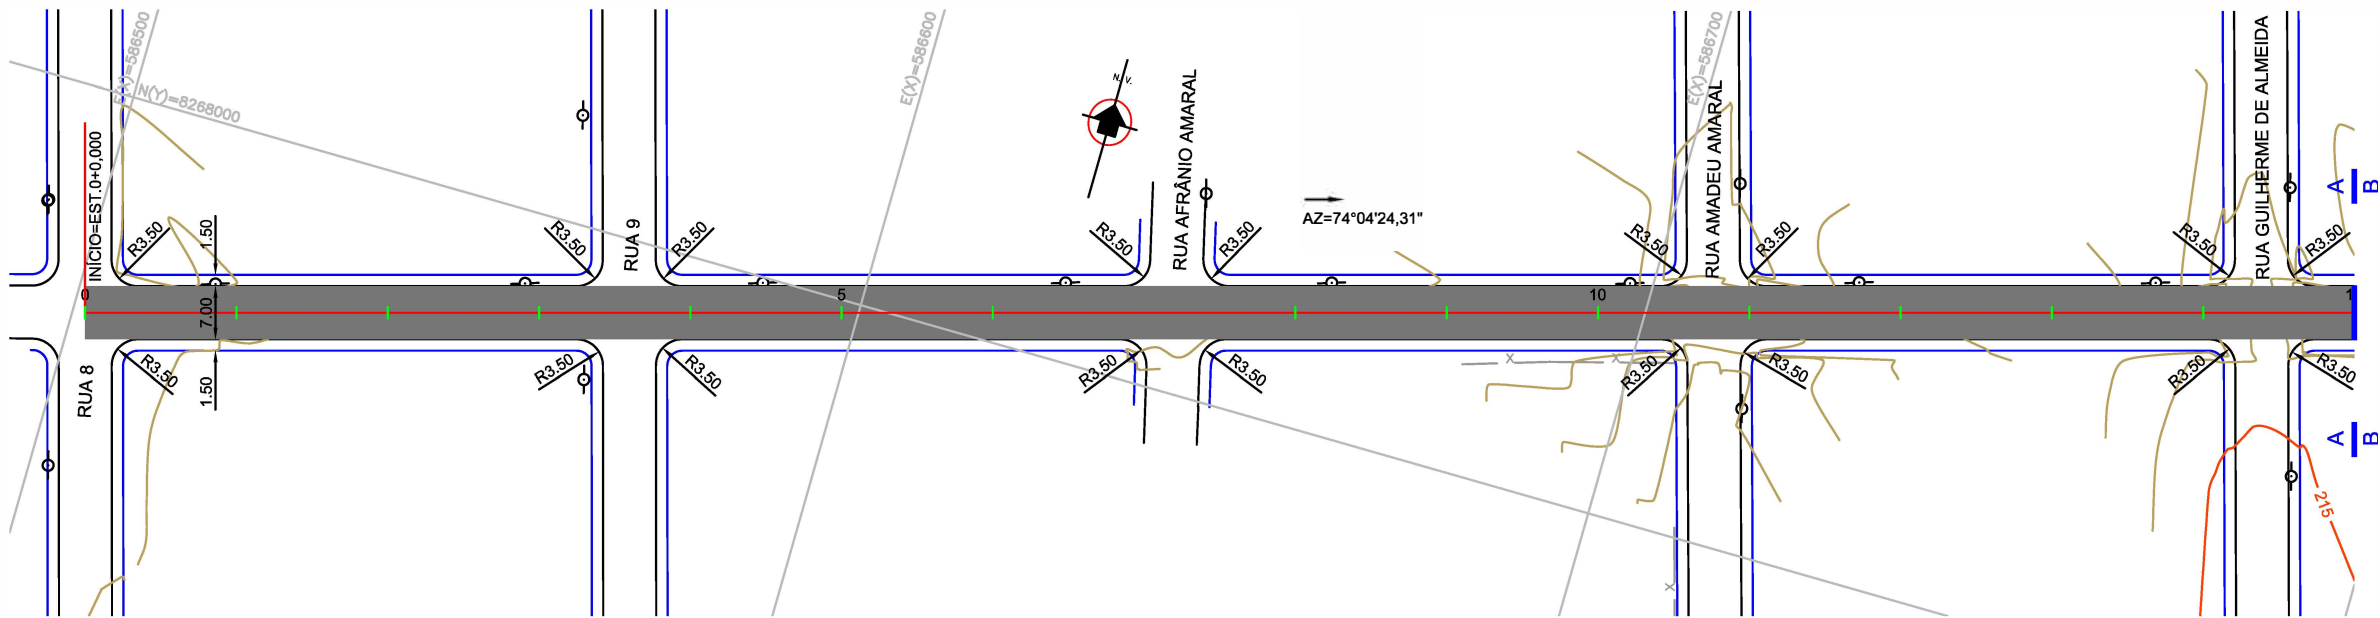 E(X)=586500
N(Y)=8268000
INÍCIO=EST.0+0,000
R3.50
1.50
R3.50
RUA 9
R3.50
E(X)=586600
N. V.
R3.50
RUA AFRÂNIO AMARAL
R3.50
AZ=74°04'24,31"
R3.50
E(X)=586700
RUA AMADEU AMARAL
R3.50
R3.50
RUA GUILHERME DE ALMEIDA
R3.50
A
B
0
7.00
5
10
1
RUA 8
R3.50
1.50
R3.50
R3.50
R3.50
R3.50
X
X
R3.50
R3.50
R3.50
R3.50
A
B
215
X